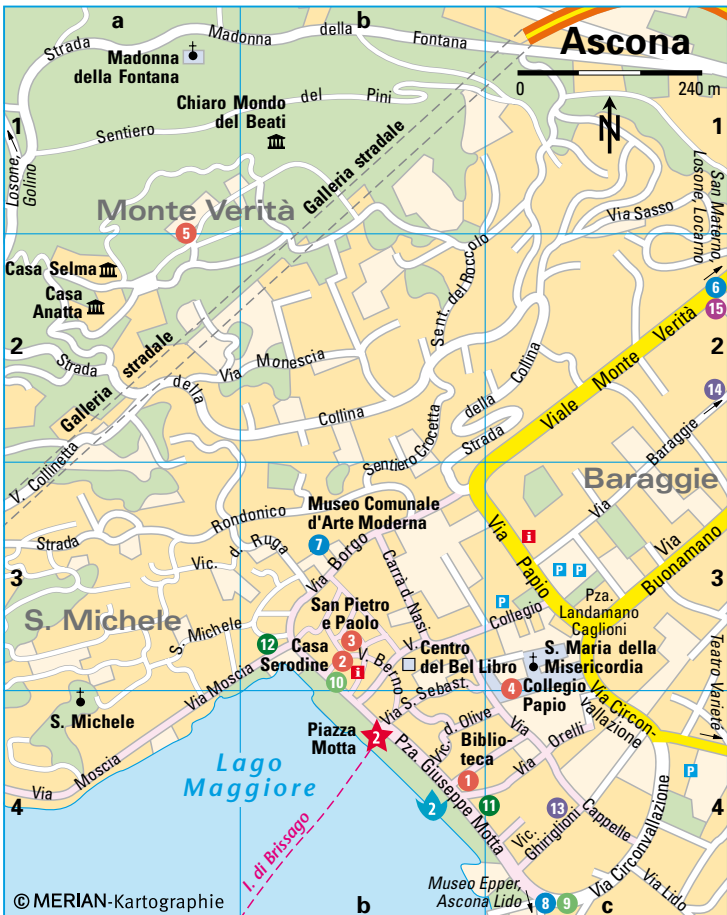 a
b
Ascona
0
240 m
N
1
1
Strada
Madonna
della
Fontana
Madonna
della Fontana
Chiaro Mondo
del Beati
Sentiero
del
Pini
Galleria stradale
Losone,
Golino
San Materno,
Losone, Locarno
Monte Verità
5
Via Sasso
Casa Selma
Casa
Anatta
Sent. del Roccolo
6
15
2
2
Strada
della
Via
Monescia
Collina
Galleria stradale
della
Collina
Viale Monte Verità
14
V. Collinetta
Sentiero Crocetta
Strada
Via
Baraggie
Baraggie
Rondonico
Strada
Vic. d. Ruga
Museo Comunale
d'Arte Moderna
7
Via Borgo
Carrà d. Nasi
Via
Papio
i
P
P
P
Via
Buonamano
3
3
S. Michele
S. Michele
San Pietro
e Paolo
3
12
Casa
Serodine
2
i
10
V. Berno
V.
Collegio
Pza.
Landamano
Caglioni
Centro
del Bel Libro
S. Maria della
Misericordia
4
Collegio
Papio
Teatro Varieté
Via Moscia
S. Michele
Via
Moscia
Via S. Sebast.
Piazza
Motta
2
Vic. d. Olive
Via
Orelli
Via Circon-
vallazione
Biblio-
teca
1
Pza. Giuseppe Motta
P
Lago
Maggiore
2
11
13
4
4
Vic.
Ghiriglioni
Cappelle
I. di Brissago
Via Circonvallazione
Via Lido
Museo Epper,
Ascona Lido
8
9
© MERIAN-Kartographie
b
c